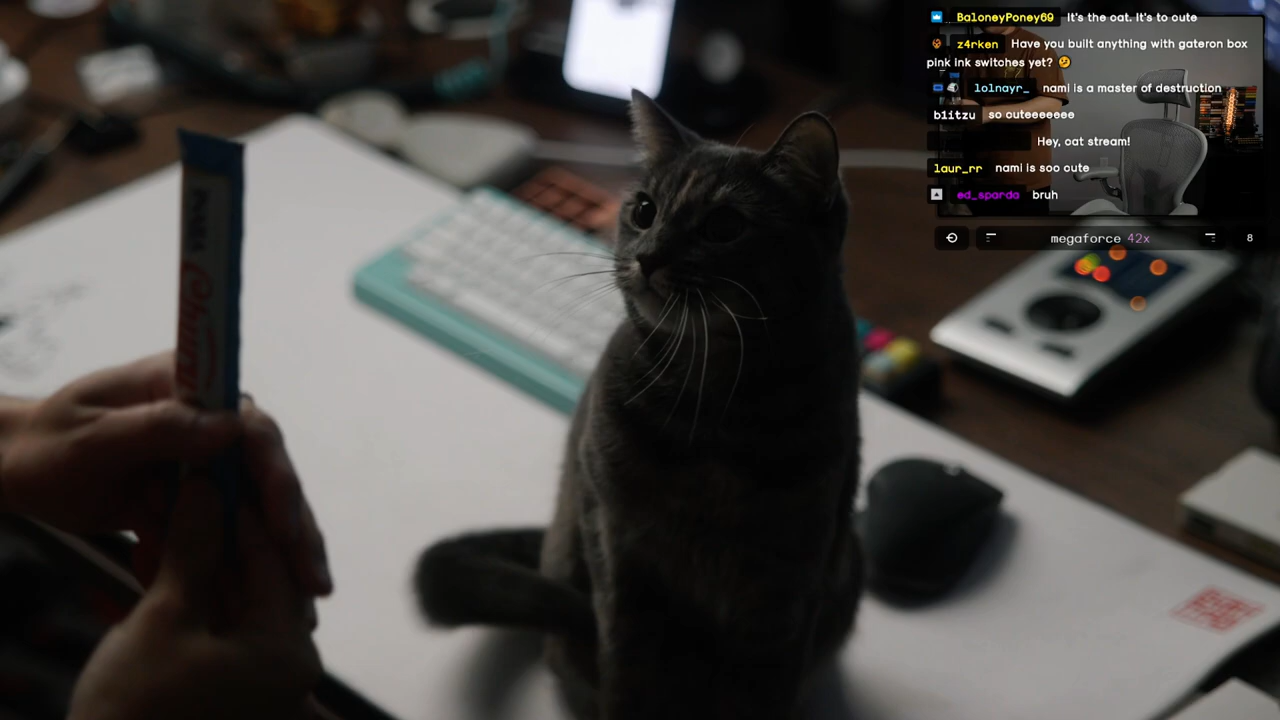 BaloneyPoney69 It's the cat. It's to cute
z4rken Have you built anything with gateron box
pink ink switches yet?
lolnayr_ nami is a master of destruction
b1itzu so cuteeeeeee
Hey, cat stream!
laur_rr nami is soo cute
ed_sparda bruh
megaforce 42x
8
Churu